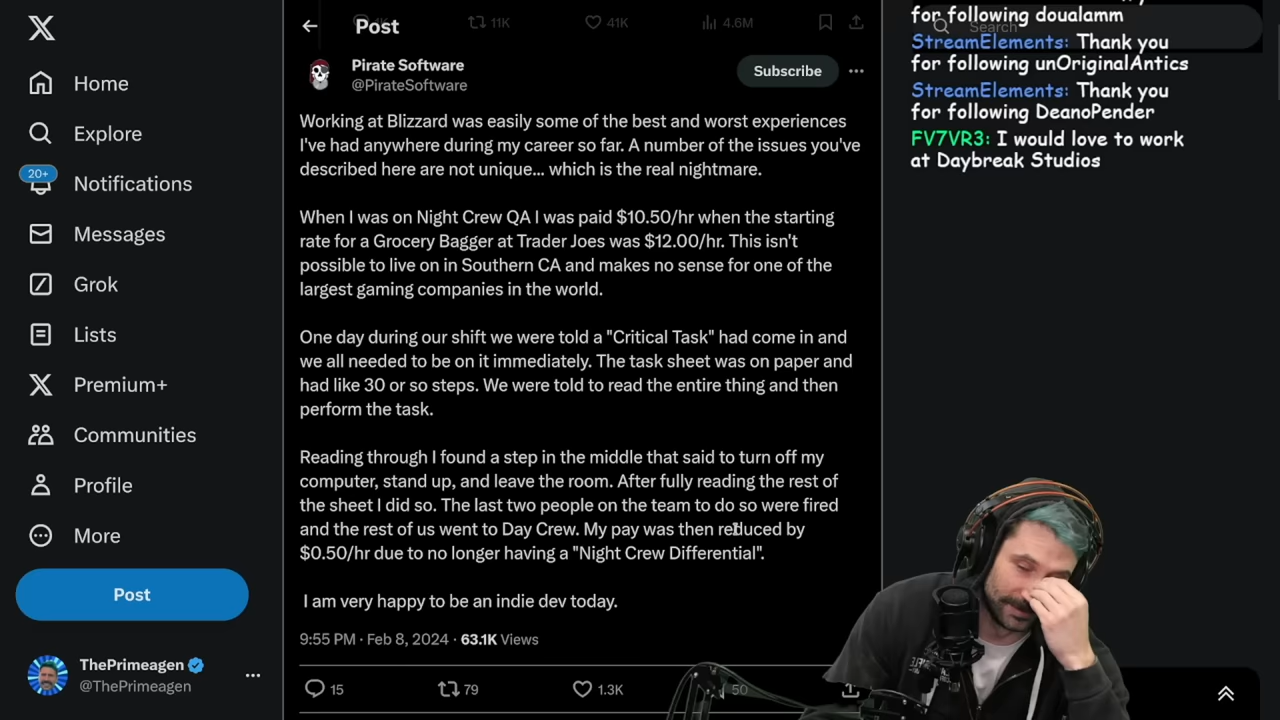 Post
11K
41K
4.6M
Search
Home
Explore
20+
Notifications
Messages
Grok
Lists
Premium+
Communities
Profile
More
Post
ThePrimeagen
@ThePrimeagen
Pirate Software
@PirateSoftware
Subscribe
Working at Blizzard was easily some of the best and worst experiences
I've had anywhere during my career so far. A number of the issues you've
described here are not unique... which is the real nightmare.
When I was on Night Crew QA I was paid $10.50/hr when the starting
rate for a Grocery Bagger at Trader Joes was $12.00/hr. This isn't
possible to live on in Southern CA and makes no sense for one of the
largest gaming companies in the world.
One day during our shift we were told a "Critical Task" had come in and
we all needed to be on it immediately. The task sheet was on paper and
had like 30 or so steps. We were told to read the entire thing and then
perform the task.
Reading through I found a step in the middle that said to turn off my
computer, stand up, and leave the room. After fully reading the rest of
the sheet I did so. The last two people on the team to do so were fired
and the rest of us went to Day Crew. My pay was then reduced by
$0.50/hr due to no longer having a "Night Crew Differential".
I am very happy to be an indie dev today.
9:55 PM · Feb 8, 2024 · 63.1K Views
15
79
1.3K
50
for following doualamm
StreamElements: Thank you
for following unOriginalAntics
StreamElements: Thank you
for following DeanoPender
FV7VR3: I would love to work
at Daybreak Studios